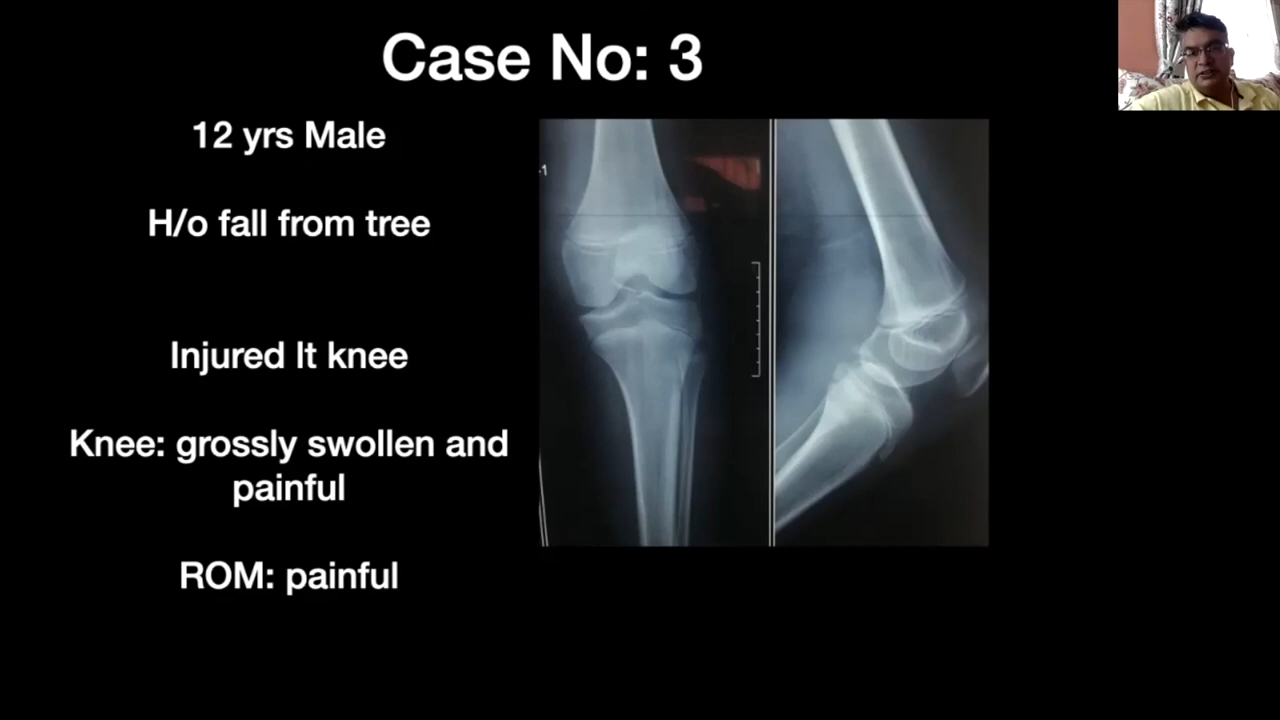 Case No: 3
12 yrs Male
H/o fall from tree
Injured lt knee
Knee: grossly swollen and
painful
ROM: painful